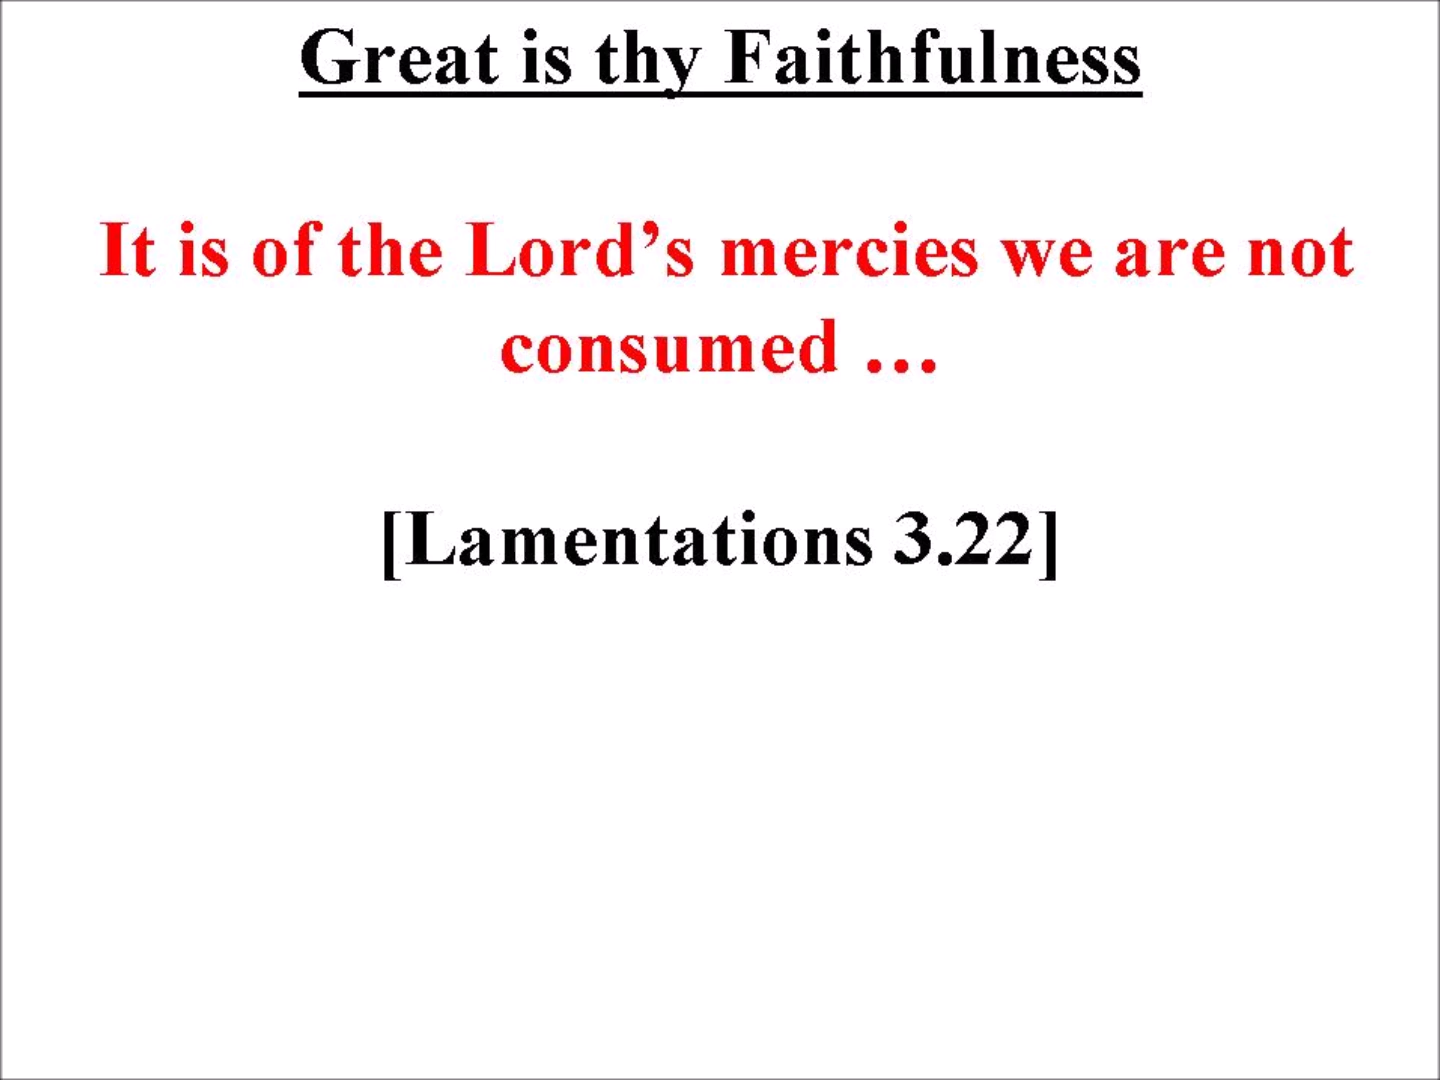 Great is thy Faithfulness
It is of the Lord’s mercies we are not
consumed …
[Lamentations 3.22]